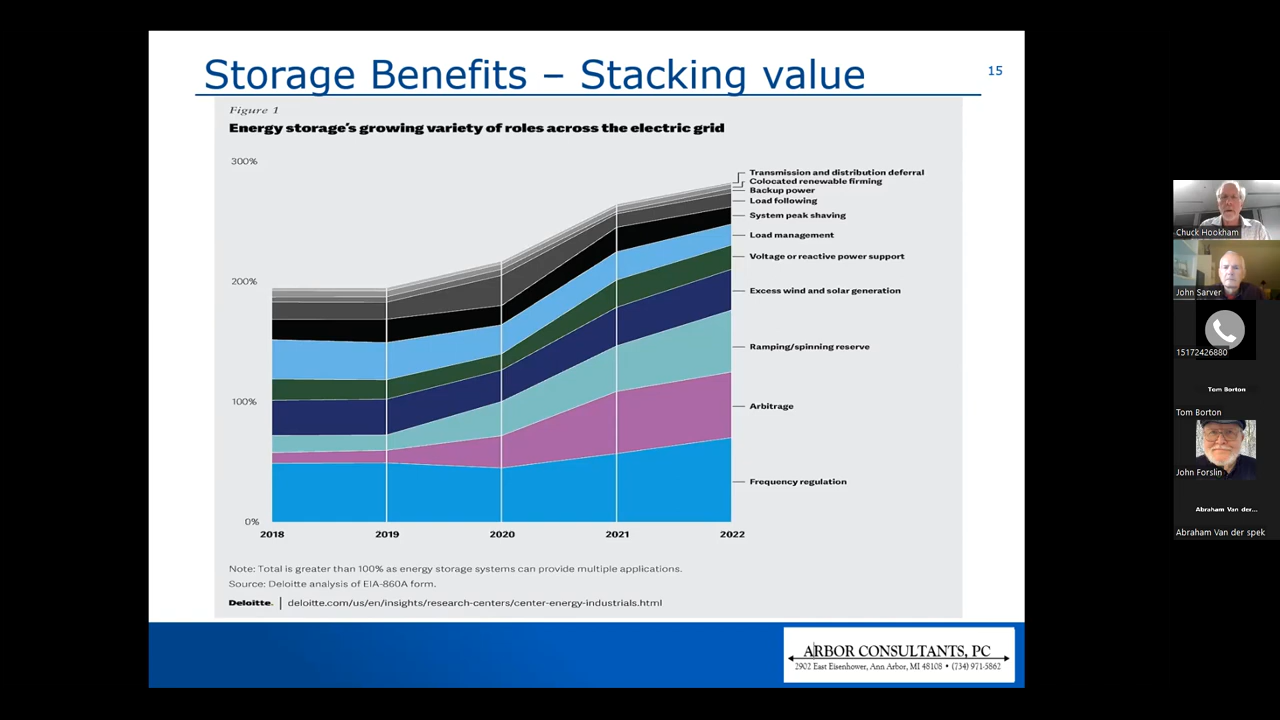 Storage Benefits – Stacking value
15
Figure 1
Energy storage's growing variety of roles across the electric grid
300%
200%
100%
0%
Transmission and distribution deferral
Colocated renewable firming
Backup power
Load following
System peak shaving
Load management
Voltage or reactive power support
Excess wind and solar generation
Ramping/spinning reserve
Arbitrage
Frequency regulation
2018 2019 2020 2021 2022
Note: Total is greater than 100% as energy storage systems can provide multiple applications.
Source: Deloitte analysis of EIA-860A form.
Deloitte. | deloitte.com/us/en/insights/research-centers/center-energy-industrials.html
ARBOR CONSULTANTS, PC
2902 East Eisenhower, Ann Arbor, MI 48108 • (734) 971-5862
Chuck Hookham
John Sarver
15172426880
Tom Borton
Tom Borton
John Forslin
Abraham Van der...
Abraham Van der spek